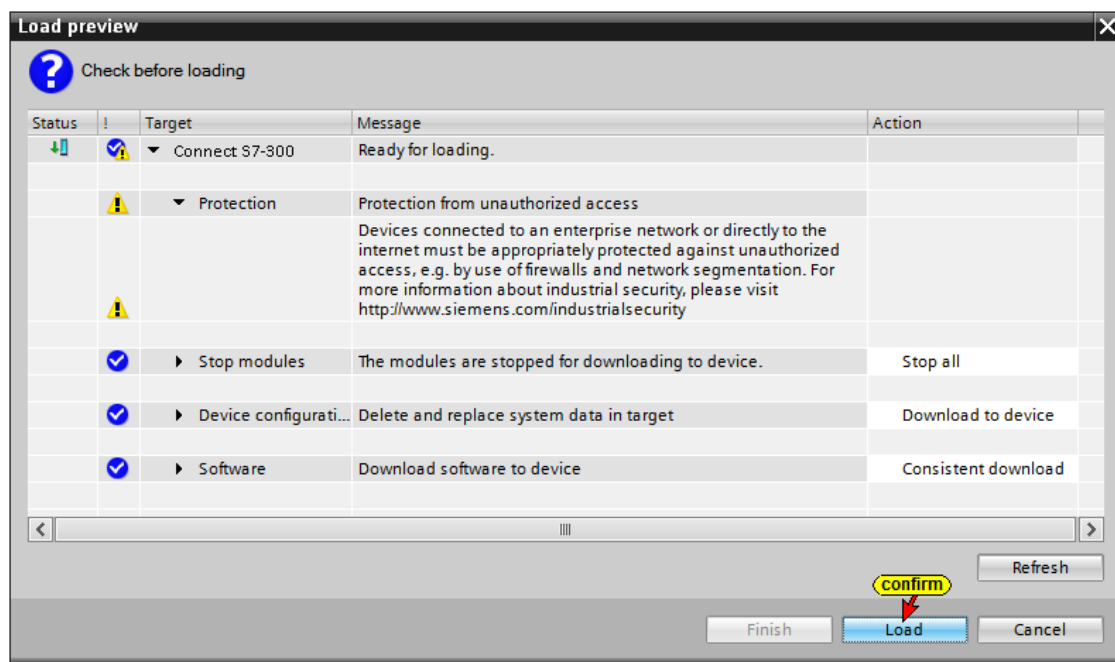 Load preview
Check before loading
Status ! Target Message Action
Connect S7-300 Ready for loading.
Protection Protection from unauthorized access
Devices connected to an enterprise network or directly to the
internet must be appropriately protected against unauthorized
access, e.g. by use of firewalls and network segmentation. For
more information about industrial security, please visit
http://www.siemens.com/industrialsecurity
Stop modules The modules are stopped for downloading to device. Stop all
Device configurati... Delete and replace system data in target Download to device
Software Download software to device Consistent download
Refresh
confirm
Finish Load Cancel